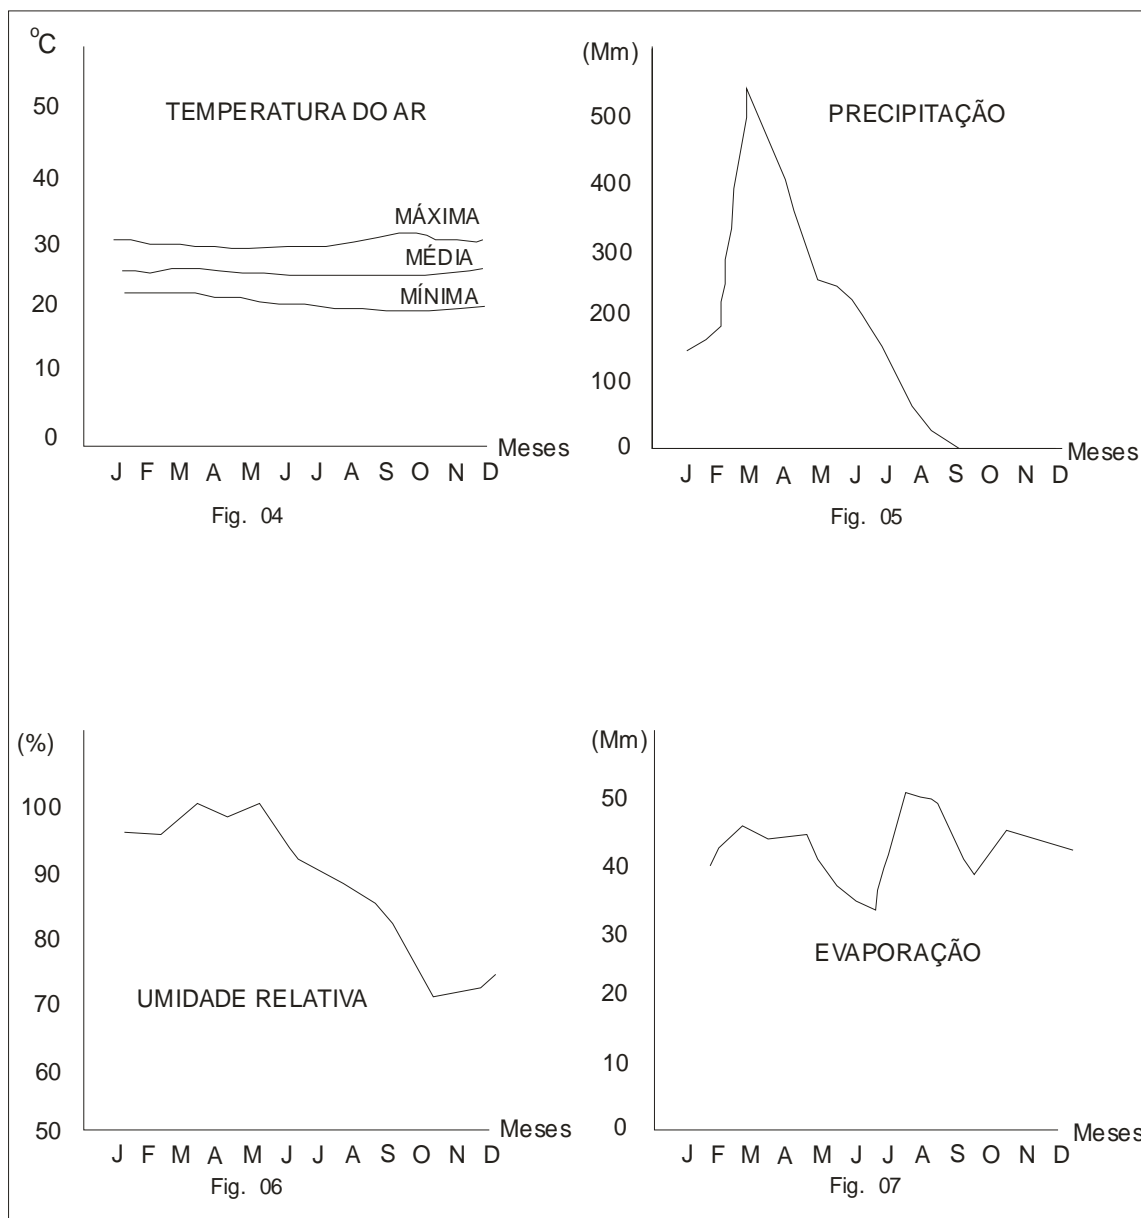 ºC
50
TEMPERATURA DO AR
40
MÁXIMA
30
MÉDIA
MÍNIMA
20
10
0
Meses
J F M A M J J A S O N D
Fig. 04
(Mm)
500
PRECIPITAÇÃO
400
300
200
100
0
Meses
J F M A M J J A S O N D
Fig. 05
(%)
100
90
80
UMIDADE RELATIVA
70
60
50
Meses
J F M A M J J A S O N D
Fig. 06
(Mm)
50
40
30
EVAPORAÇÃO
20
10
0
Meses
J F M A M J J A S O N D
Fig. 07